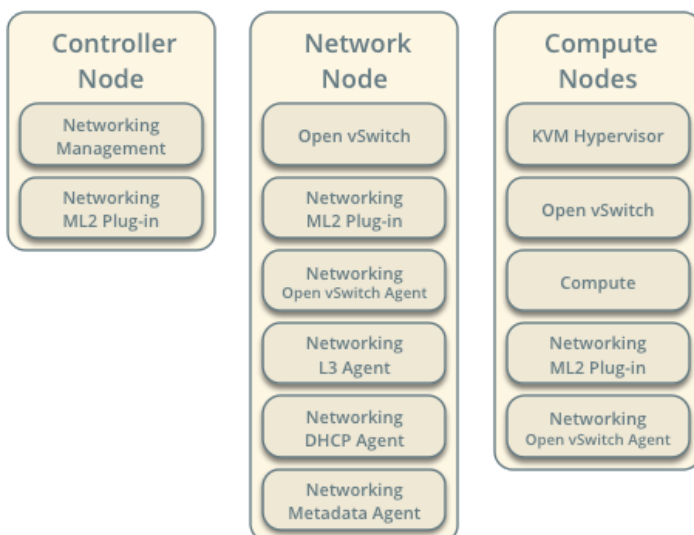 Controller
Node
Networking
Management
Networking
ML2 Plug-in
Network
Node
Open vSwitch
Networking
ML2 Plug-in
Networking
Open vSwitch Agent
Networking
L3 Agent
Networking
DHCP Agent
Networking
Metadata Agent
Compute
Nodes
KVM Hypervisor
Open vSwitch
Compute
Networking
ML2 Plug-in
Networking
Open vSwitch Agent